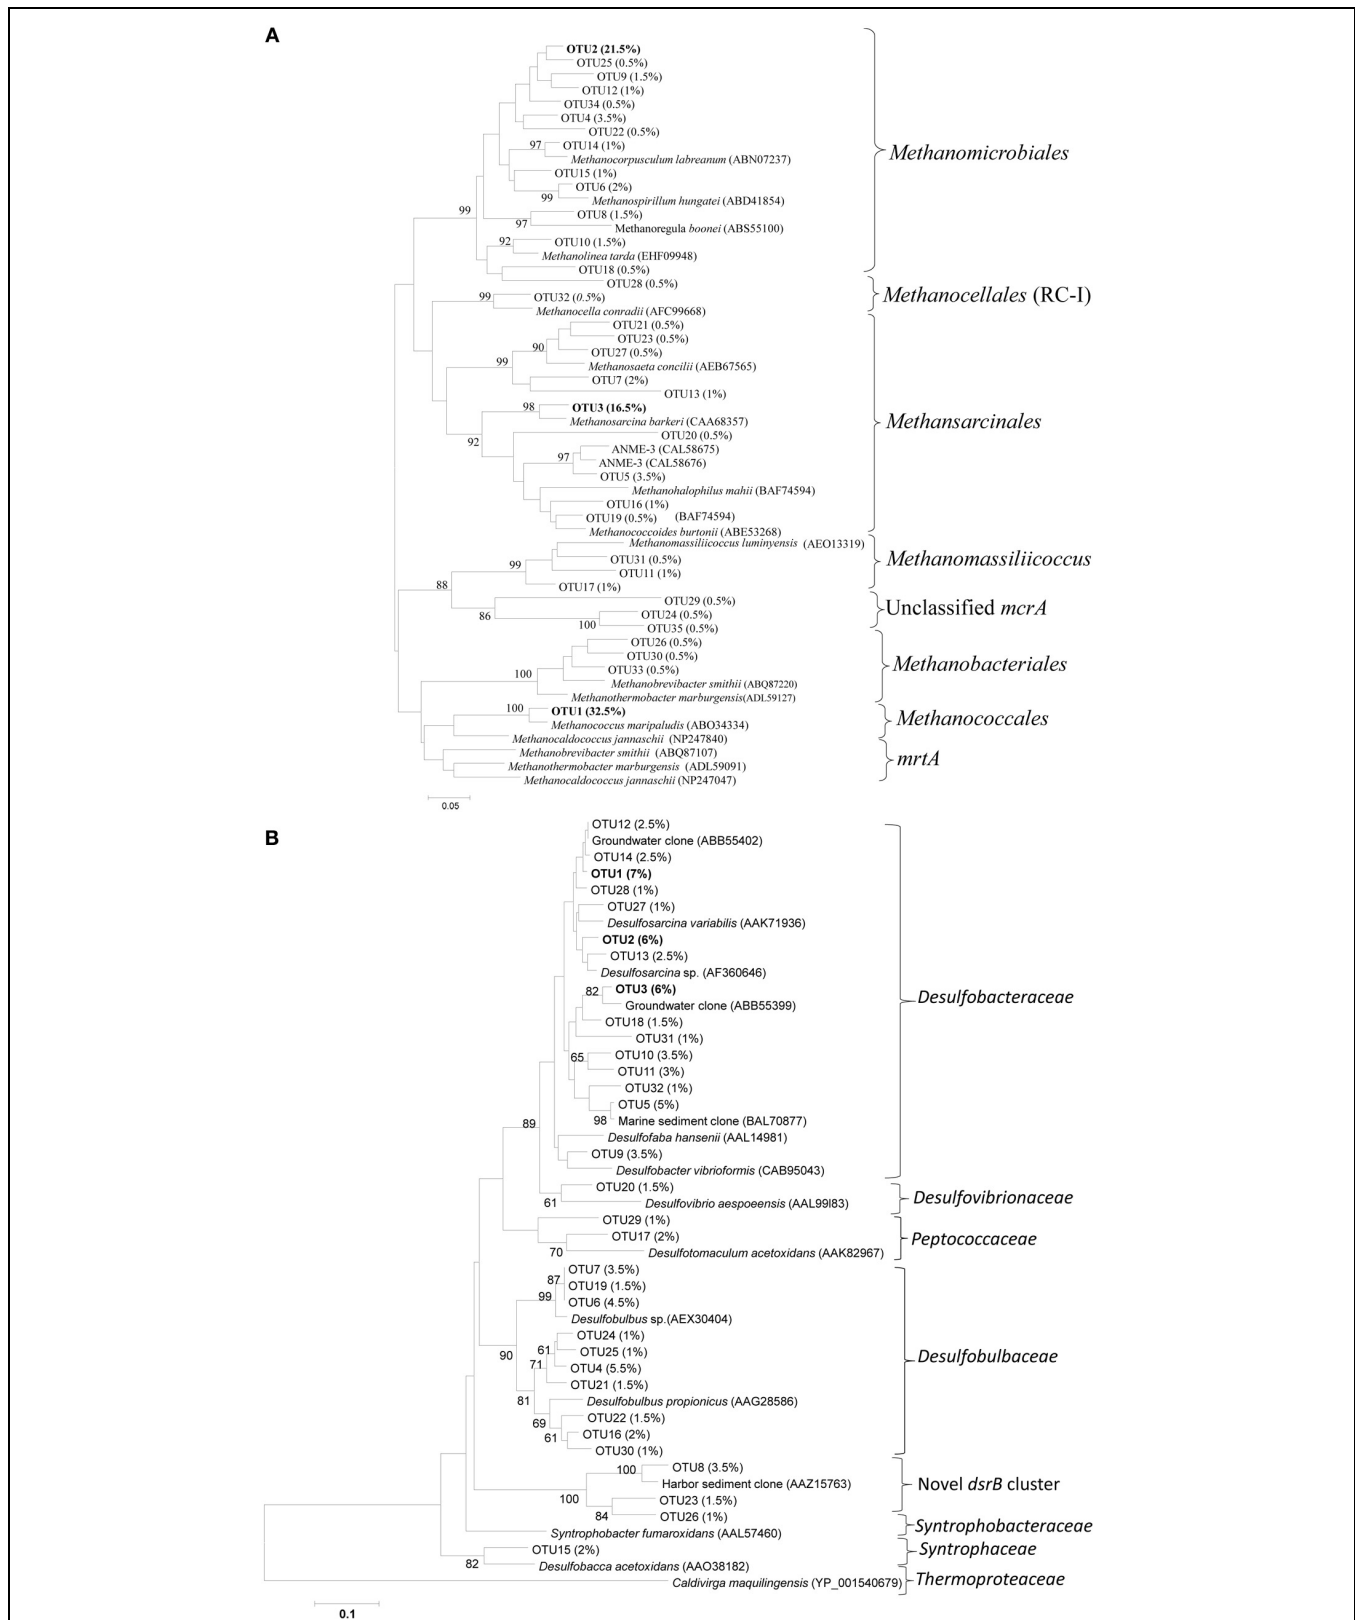 A
OTU2 (21.5%)
OTU25 (0.5%)
OTU9 (1.5%)
OTU12 (1%)
OTU34 (0.5%)
OTU4 (3.5%)
OTU22 (0.5%)
97 OTU14 (1%)
Methanocorpusculum labreanum (ABN07237)
Methanomicrobiales
OTU15 (1%)
OTU6 (2%)
99 Methanospirillum hungatei (ABD41854)
99
OTU8 (1.5%)
97 Methanoregula boonei (ABS55100)
92 OTU10 (1.5%)
Methanolinea tarda (EHF09948)
OTU18 (0.5%)
OTU28 (0.5%)
99 OTU32 (0.5%)
Methanocellales (RC-I)
Methanocella conradii (AFC99668)
OTU21 (0.5%)
OTU23 (0.5%)
90 OTU27 (0.5%)
99 Methanosaeta concilii (AEB67565)
OTU7 (2%)
OTU13 (1%)
98 OTU3 (16.5%)
Methanosarcina barkeri (CAA68357)
Methansarcinales
92 OTU20 (0.5%)
ANME-3 (CAL58675)
97 ANME-3 (CAL58676)
OTU5 (3.5%)
Methanohalophilus mahii (BAF74594)
OTU16 (1%)
OTU19 (0.5%) (BAF74594)
Methanococcoides burtonii (ABE53268)
Methanomassiliicoccus luminyensis (AEO13319)
99 OTU31 (0.5%)
Methanomassiliicoccus
OTU11 (1%)
88 OTU17 (1%)
OTU29 (0.5%)
86 OTU24 (0.5%)
Unclassified mcrA
100 OTU35 (0.5%)
OTU26 (0.5%)
OTU30 (0.5%)
100 OTU33 (0.5%)
Methanobacteriales
Methanobrevibacter smithii (ABQ87220)
Methanothermobacter marburgensis(ADL59127)
100 OTU1 (32.5%)
Methanococcus maripaludis (ABO34334)
Methanococcales
Methanocaldococcus jannaschii (NP247840)
Methanobrevibacter smithii (ABQ87107)
mrtA
Methanothermobacter marburgensis (ADL59091)
Methanocaldococcus jannaschii (NP247047)
0.05
B
OTU12 (2.5%)
Groundwater clone (ABB55402)
OTU14 (2.5%)
OTU1 (7%)
OTU28 (1%)
OTU27 (1%)
Desulfosarcina variabilis (AAK71936)
OTU2 (6%)
OTU13 (2.5%)
Desulfosarcina sp. (AF360646)
82 OTU3 (6%)
Desulfobacteraceae
Groundwater clone (ABB55399)
OTU18 (1.5%)
OTU31 (1%)
65 OTU10 (3.5%)
OTU11 (3%)
OTU32 (1%)
OTU5 (5%)
98 Marine sediment clone (BAL70877)
89
Desulfofaba hansenii (AAL14981)
OTU9 (3.5%)
Desulfobacter vibrioformis (CAB95043)
OTU20 (1.5%)
61 Desulfovibrio aespoeensis (AAL99I83)
Desulfovibrionaceae
OTU29 (1%)
OTU17 (2%)
Peptococcaceae
70 Desulfotomaculum acetoxidans (AAK82967)
OTU7 (3.5%)
87 OTU19 (1.5%)
99 OTU6 (4.5%)
Desulfobulbus sp.(AEX30404)
OTU24 (1%)
61 OTU25 (1%)
90
Desulfobulbaceae
71 OTU4 (5.5%)
OTU21 (1.5%)
81 Desulfobulbus propionicus (AAG28586)
69 OTU22 (1.5%)
61 OTU16 (2%)
OTU30 (1%)
100 OTU8 (3.5%)
Harbor sediment clone (AAZ15763)
Novel dsrB cluster
100 OTU23 (1.5%)
84 OTU26 (1%)
Syntrophobacteraceae
Syntrophobacter fumaroxidans (AAL57460)
OTU15 (2%)
Syntrophaceae
82 Desulfobacca acetoxidans (AAO38182)
Caldivirga maquilingensis (YP_001540679)
Thermoproteaceae
0.1